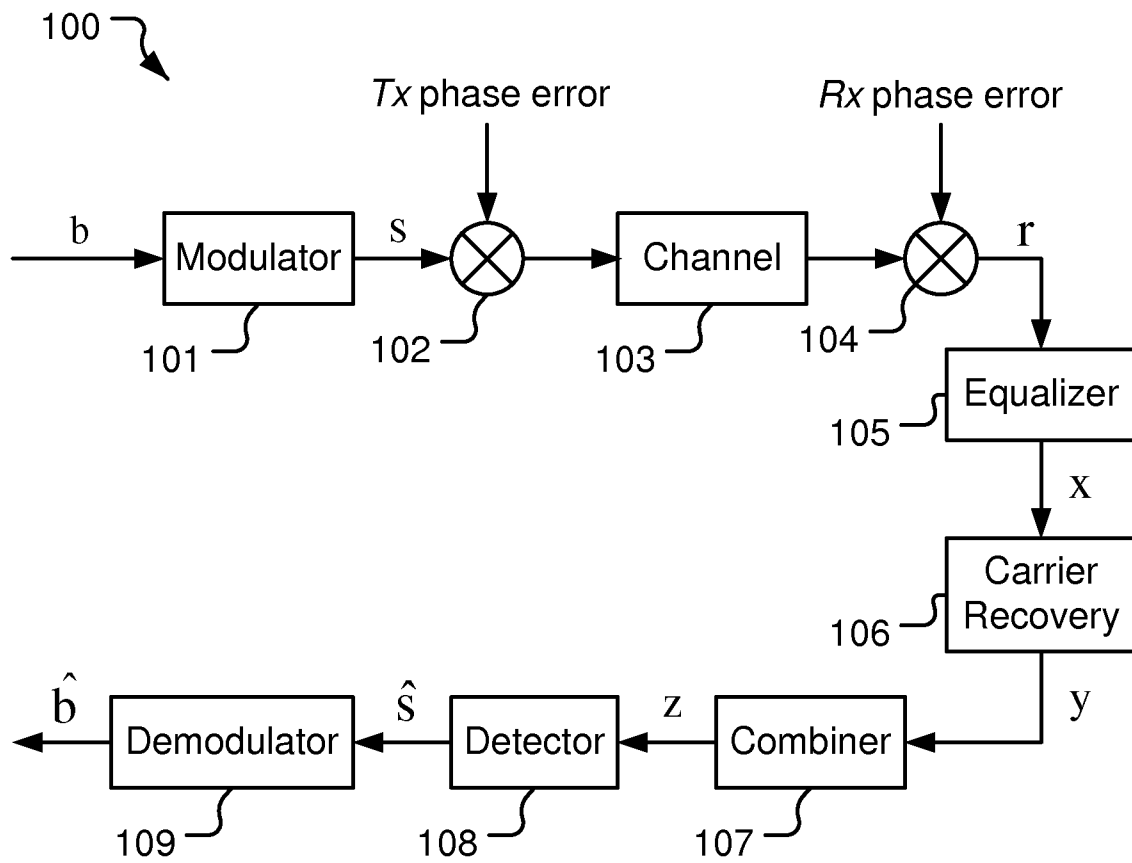 100
Tx phase error
Rx phase error
b
Modulator
s
Channel
r
101
102
103
104
Equalizer
105
x
Carrier
Recovery
106
y
b̂
Demodulator
ŝ
Detector
z
Combiner
109
108
107